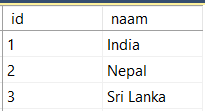 id naam
1 India
2 Nepal
3 Sri Lanka